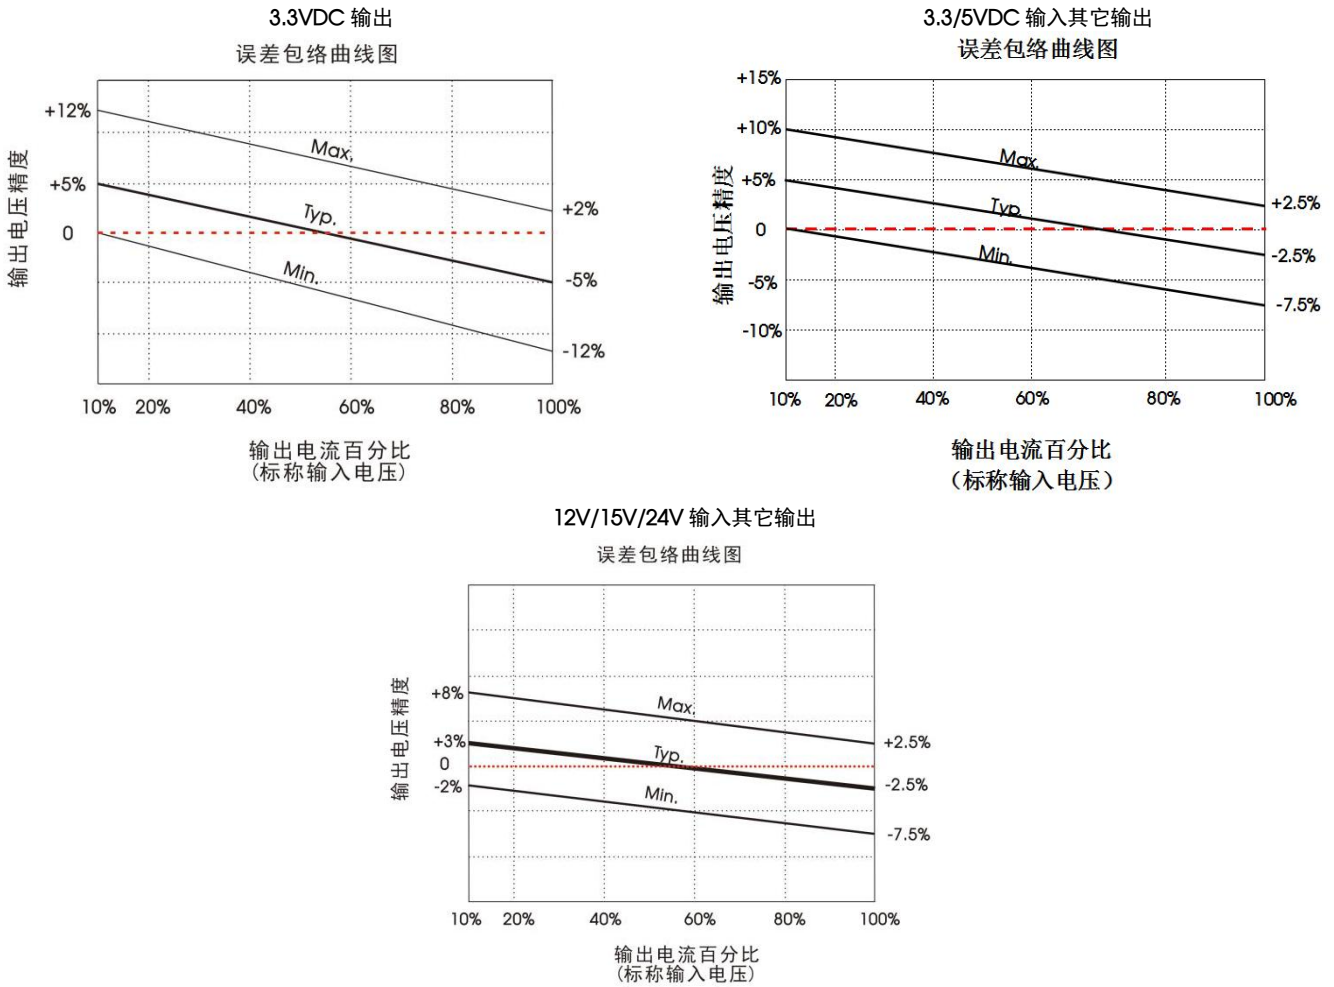 3.3VDC 输出
误差包络曲线图
+12%
+5%
0
输出电压精度
Max.
Typ.
Min.
+2%
-5%
-12%
10% 20% 40% 60% 80% 100%
输出电流百分比
(标称输入电压)
3.3/5VDC 输入其它输出
误差包络曲线图
+15%
+10%
+5%
0
-5%
-10%
输出电压精度
Max.
Typ.
Min.
+2.5%
-2.5%
-7.5%
10% 20% 40% 60% 80% 100%
输出电流百分比
（标称输入电压）
12V/15V/24V 输入其它输出
误差包络曲线图
+8%
+3%
0
-2%
输出电压精度
Max.
Typ.
Min.
+2.5%
-2.5%
-7.5%
10% 20% 40% 60% 80% 100%
输出电流百分比
(标称输入电压)